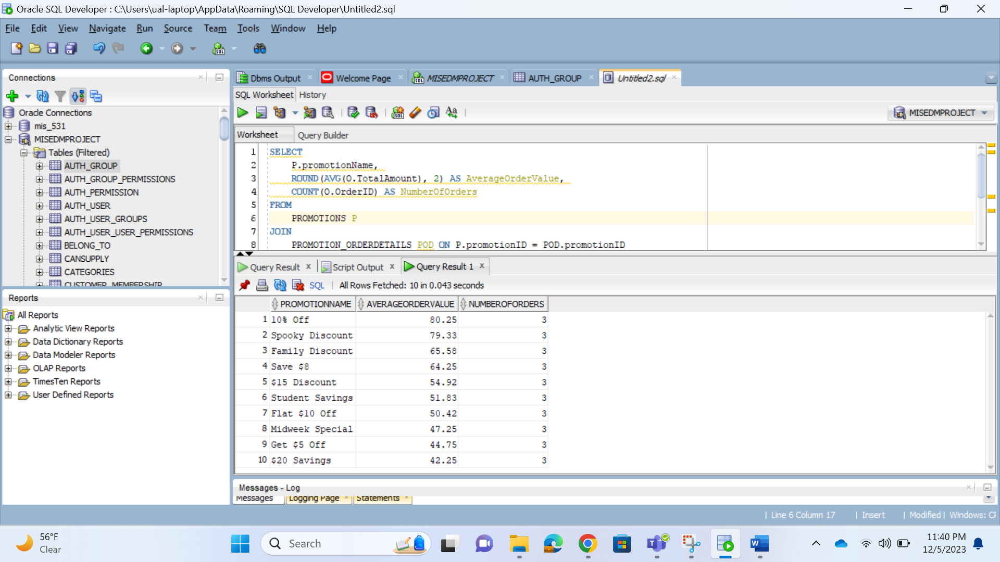 Oracle SQL Developer : C:\Users\ual-laptop\AppData\Roaming\SQL Developer\Untitled2.sql
File Edit View Navigate Run Source Team Tools Window Help
Connections
Oracle Connections
mis_531
MISEDMPROJECT
Tables (Filtered)
AUTH_GROUP
AUTH_GROUP_PERMISSIONS
AUTH_PERMISSION
AUTH_USER
AUTH_USER_GROUPS
AUTH_USER_USER_PERMISSIONS
BELONG_TO
CANSUPPLY
CATEGORIES
CUSTOMER_MEMBERSHIP
Reports
All Reports
Analytic View Reports
Data Dictionary Reports
Data Modeler Reports
OLAP Reports
TimesTen Reports
User Defined Reports
Dbms Output Welcome Page MISEDMPROJECT AUTH_GROUP Untitled2.sql
SQL Worksheet History
MISEDMPROJECT
Worksheet Query Builder
1 SELECT
2 P.promotionName,
3 ROUND(AVG(O.TotalAmount), 2) AS AverageOrderValue,
4 COUNT(O.OrderID) AS NumberOfOrders
5 FROM
6 PROMOTIONS P
7 JOIN
8 PROMOTION_ORDERDETAILS POD ON P.promotionID = POD.promotionID
Query Result Script Output Query Result 1
SQL All Rows Fetched: 10 in 0.043 seconds
PROMOTIONNAME AVERAGEORDERVALUE NUMBEROFORDERS
1 10% Off 80.25 3
2 Spooky Discount 79.33 3
3 Family Discount 65.58 3
4 Save $8 64.25 3
5 $15 Discount 54.92 3
6 Student Savings 51.83 3
7 Flat $10 Off 50.42 3
8 Midweek Special 47.25 3
9 Get $5 Off 44.75 3
10 $20 Savings 42.25 3
Messages - Log
Messages Logging Page Statements
Line 6 Column 17 | Insert | Modified | Windows: CF
56°F
Clear
Search
11:40 PM
12/5/2023